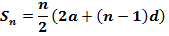 Sₙ = n/2 (2a + (n − 1)d)